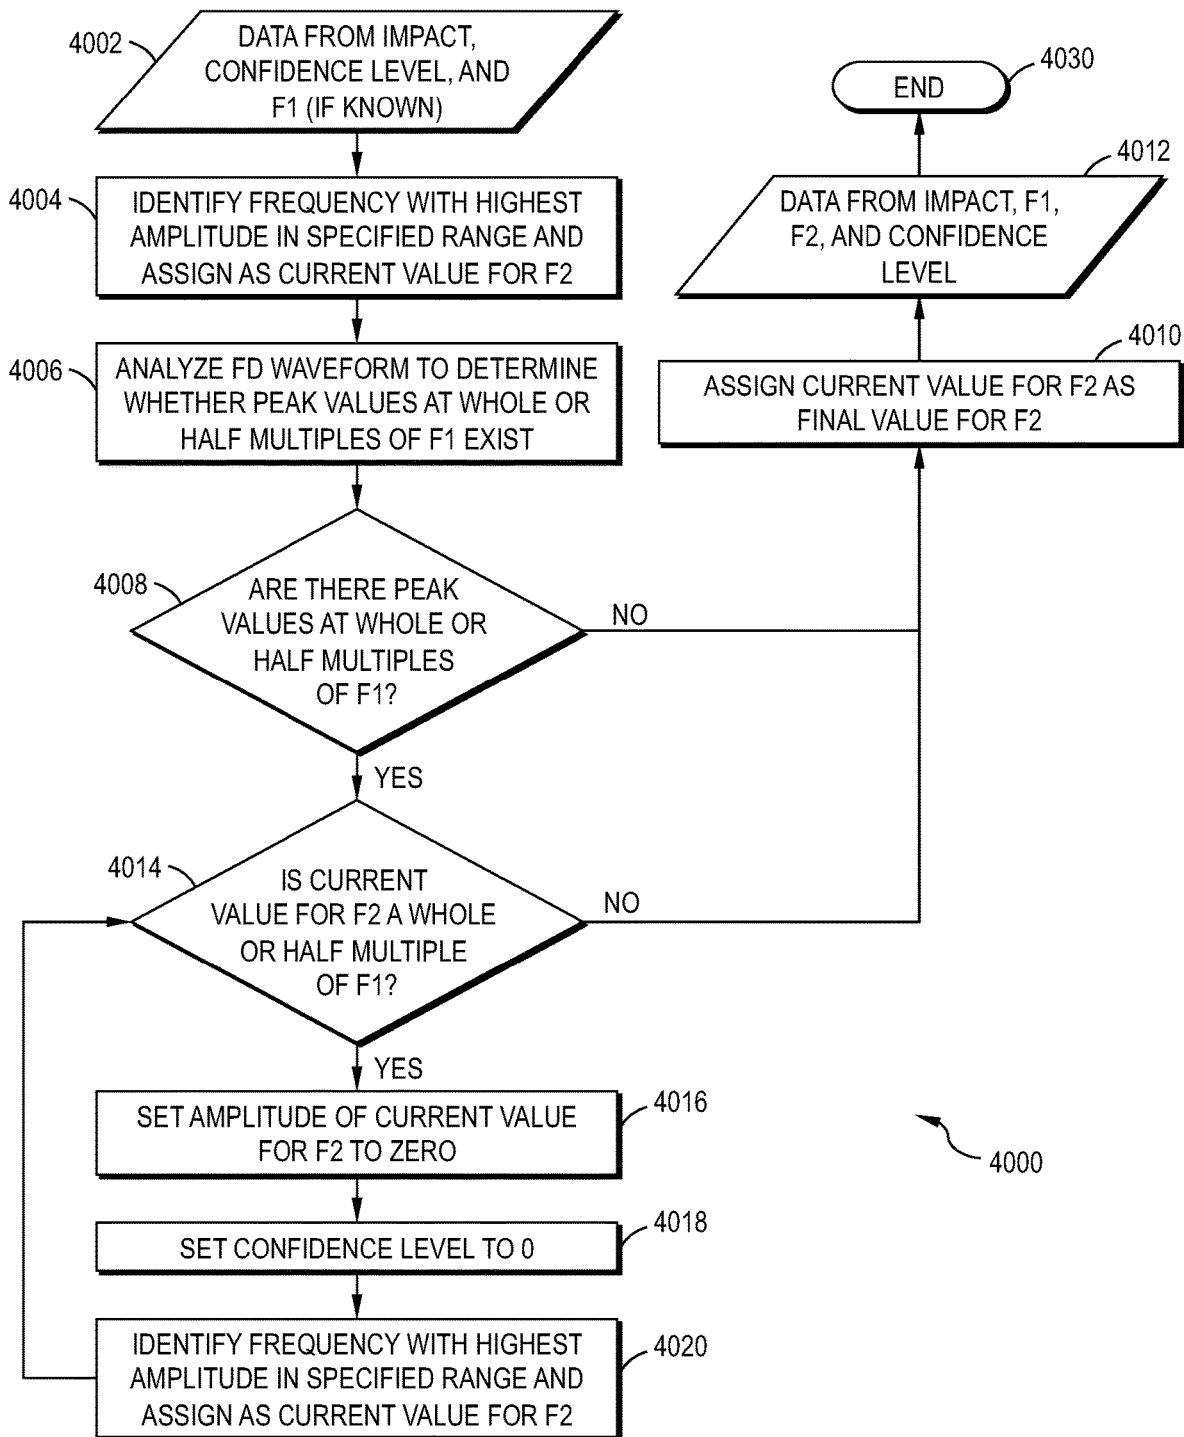 4002
DATA FROM IMPACT,
CONFIDENCE LEVEL, AND
F1 (IF KNOWN)
4004
IDENTIFY FREQUENCY WITH HIGHEST
AMPLITUDE IN SPECIFIED RANGE AND
ASSIGN AS CURRENT VALUE FOR F2
4006
ANALYZE FD WAVEFORM TO DETERMINE
WHETHER PEAK VALUES AT WHOLE OR
HALF MULTIPLES OF F1 EXIST
4008
ARE THERE PEAK
VALUES AT WHOLE OR
HALF MULTIPLES
OF F1?
NO
YES
4014
IS CURRENT
VALUE FOR F2 A WHOLE
OR HALF MULTIPLE
OF F1?
NO
YES
SET AMPLITUDE OF CURRENT VALUE
FOR F2 TO ZERO
4016
SET CONFIDENCE LEVEL TO 0
4018
IDENTIFY FREQUENCY WITH HIGHEST
AMPLITUDE IN SPECIFIED RANGE AND
ASSIGN AS CURRENT VALUE FOR F2
4020
END
4030
4012
DATA FROM IMPACT, F1,
F2, AND CONFIDENCE
LEVEL
4010
ASSIGN CURRENT VALUE FOR F2 AS
FINAL VALUE FOR F2
4000